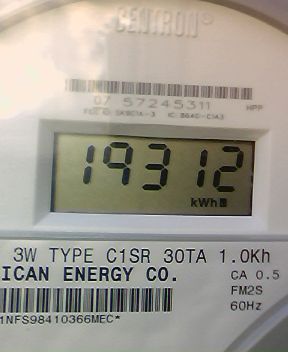 CENTRON®
07 57245311 HPP
19312
kWh
3W TYPE C1SR 30TA 1.0Kh
ICAN ENERGY CO. CA 0.5
FM2S
60Hz
1NFS98410366MEC*